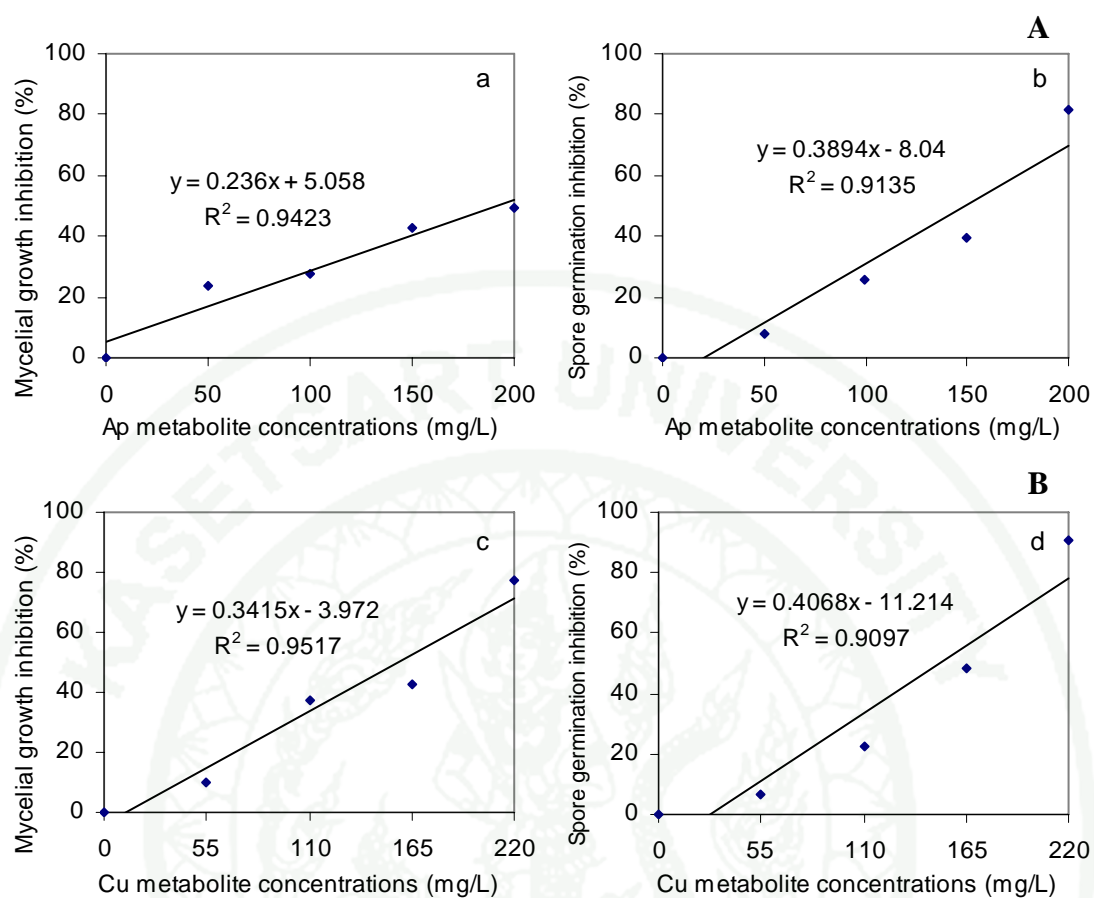 A
a
Mycelial growth inhibition (%)
100
80
60
40
20
0
y = 0.236x + 5.058
R² = 0.9423
0 50 100 150 200
Ap metabolite concentrations (mg/L)
b
Spore germination inhibition (%)
100
80
60
40
20
0
y = 0.3894x - 8.04
R² = 0.9135
0 50 100 150 200
Ap metabolite concentrations (mg/L)
B
c
Mycelial growth inhibition (%)
100
80
60
40
20
0
y = 0.3415x - 3.972
R² = 0.9517
0 55 110 165 220
Cu metabolite concentrations (mg/L)
d
Spore germination inhibition (%)
100
80
60
40
20
0
y = 0.4068x - 11.214
R² = 0.9097
0 55 110 165 220
Cu metabolite concentrations (mg/L)
KASETSART UNIVERSITY